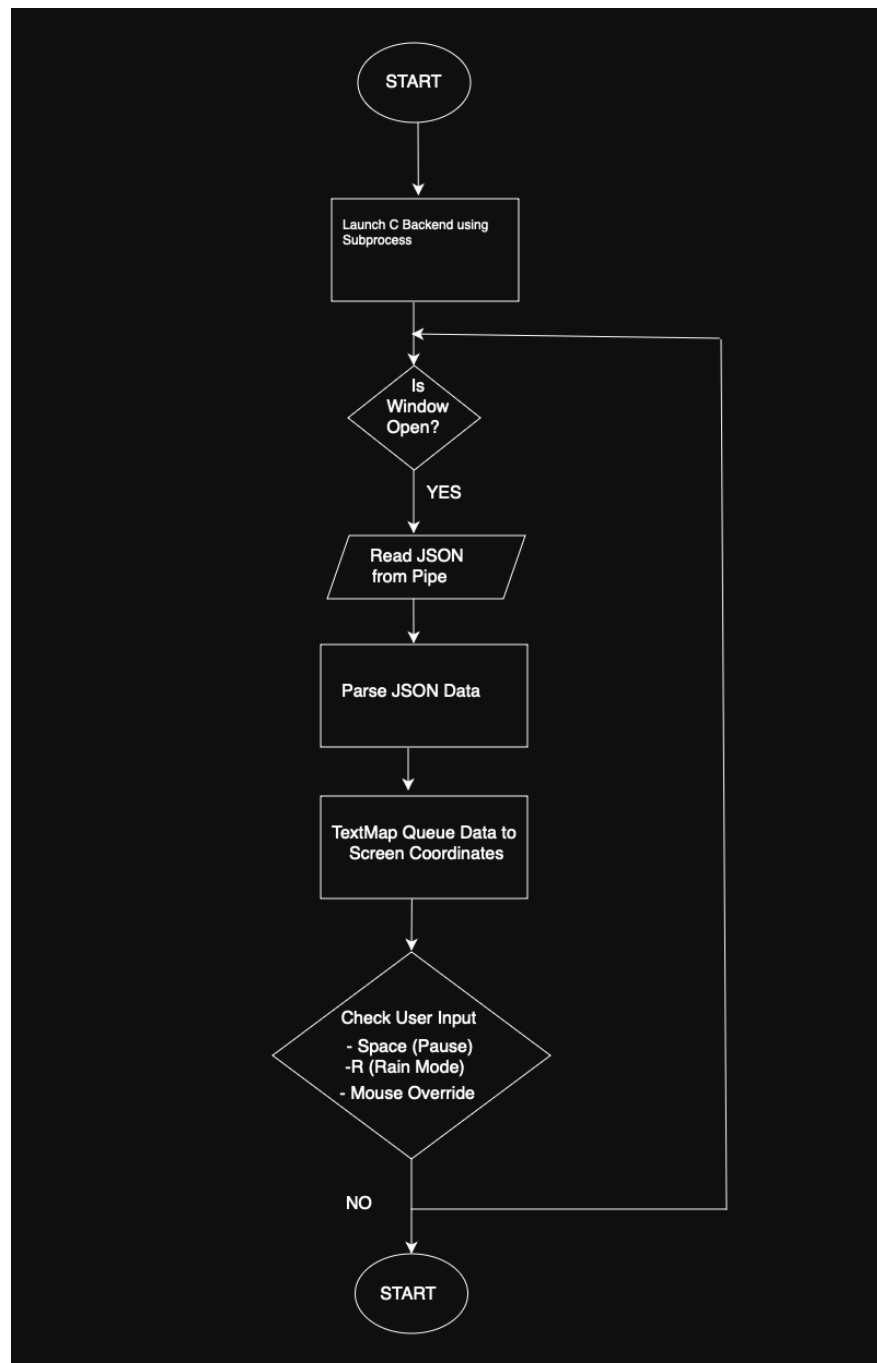 START
Launch C Backend using
Subprocess
Is
Window
Open?
YES
Read JSON
from Pipe
Parse JSON Data
TextMap Queue Data to
Screen Coordinates
Check User Input
- Space (Pause)
-R (Rain Mode)
- Mouse Override
NO
START